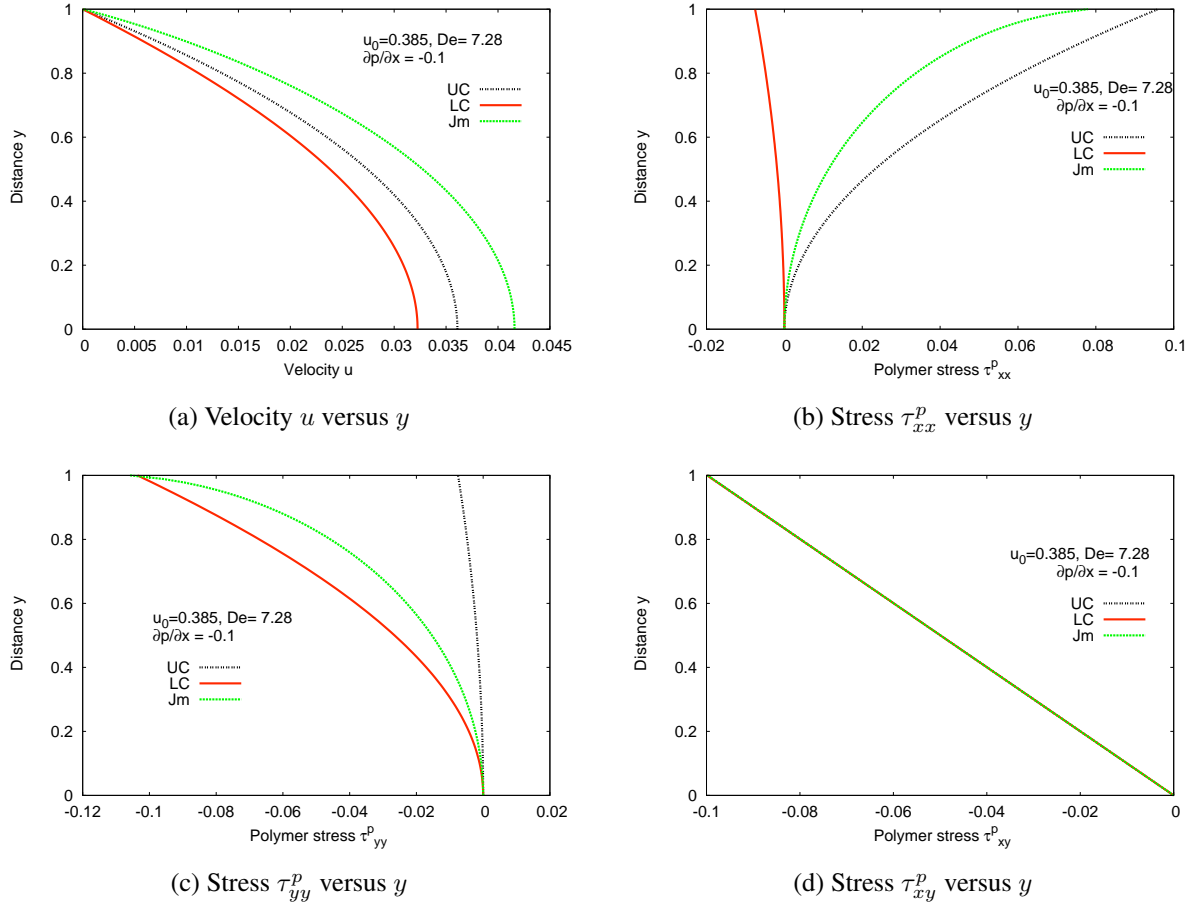 1
0.8
0.6
0.4
0.2
0
Distance y
u0=0.385, De= 7.28
∂p/∂x = -0.1
UC
LC
Jm
0 0.005 0.01 0.015 0.02 0.025 0.03 0.035 0.04 0.045
Velocity u
(a) Velocity u versus y
1
0.8
0.6
0.4
0.2
0
Distance y
u0=0.385, De= 7.28
∂p/∂x = -0.1
UC
LC
Jm
-0.02 0 0.02 0.04 0.06 0.08 0.1
Polymer stress τ^p_xx
(b) Stress τ^p_xx versus y
1
0.8
0.6
0.4
0.2
0
Distance y
u0=0.385, De= 7.28
∂p/∂x = -0.1
UC
LC
Jm
-0.12 -0.1 -0.08 -0.06 -0.04 -0.02 0 0.02
Polymer stress τ^p_yy
(c) Stress τ^p_yy versus y
1
0.8
0.6
0.4
0.2
0
Distance y
u0=0.385, De= 7.28
∂p/∂x = -0.1
UC
LC
Jm
-0.1 -0.08 -0.06 -0.04 -0.02 0
Polymer stress τ^p_xy
(d) Stress τ^p_xy versus y